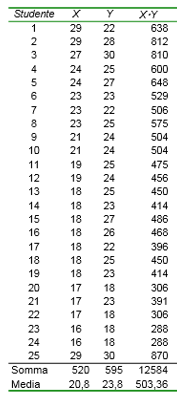 Studente X Y X·Y
1 29 22 638
2 29 28 812
3 27 30 810
4 24 25 600
5 24 27 648
6 23 23 529
7 23 22 506
8 23 25 575
9 21 24 504
10 21 24 504
11 19 25 475
12 19 24 456
13 18 25 450
14 18 23 414
15 18 27 486
16 18 26 468
17 18 22 396
18 18 25 450
19 18 23 414
20 17 18 306
21 17 23 391
22 17 18 306
23 16 18 288
24 16 18 288
25 29 30 870
Somma 520 595 12584
Media 20,8 23,8 503,36